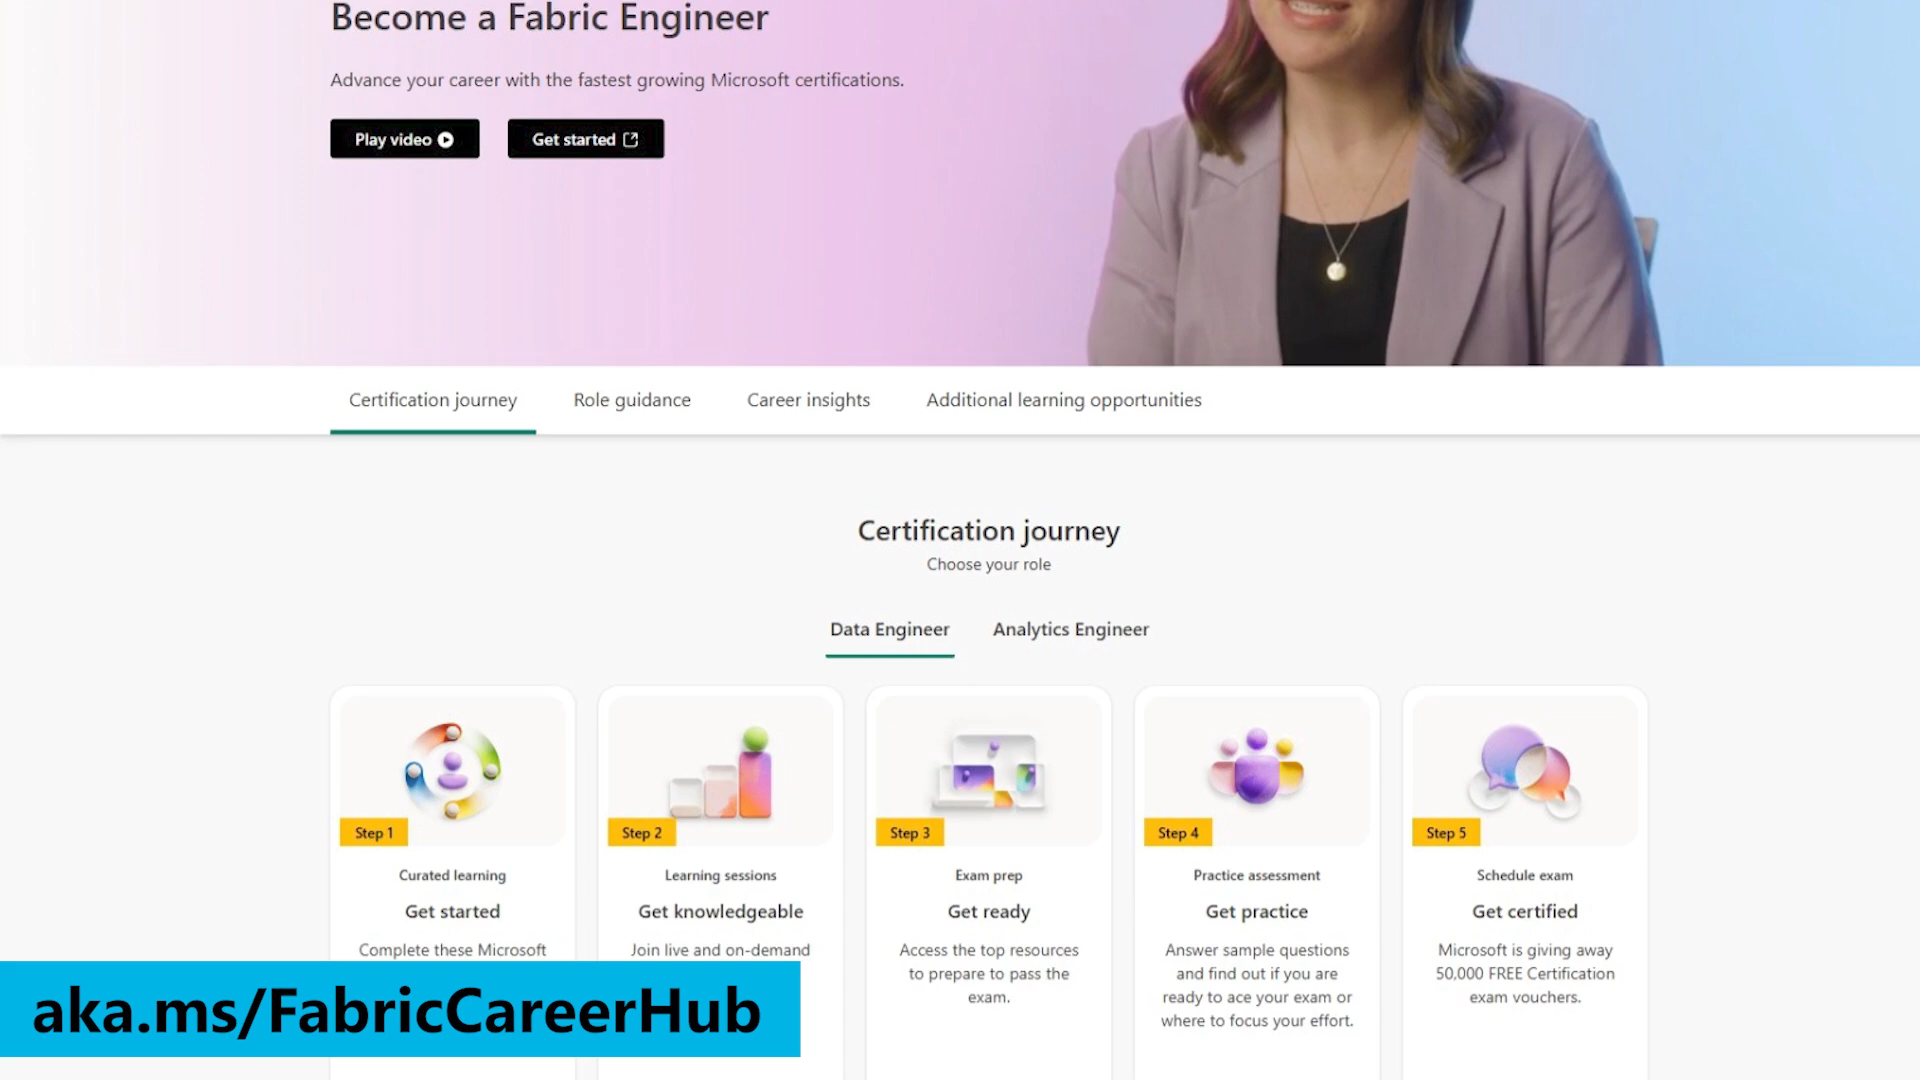 Become a Fabric Engineer
Advance your career with the fastest growing Microsoft certifications.
Play video
Get started
Certification journey
Role guidance
Career insights
Additional learning opportunities
Certification journey
Choose your role
Data Engineer
Analytics Engineer
Step 1
Curated learning
Get started
Complete these Microsoft
Step 2
Learning sessions
Get knowledgeable
Join live and on-demand
Step 3
Exam prep
Get ready
Access the top resources
to prepare to pass the
exam.
Step 4
Practice assessment
Get practice
Answer sample questions
and find out if you are
ready to ace your exam or
where to focus your effort.
Step 5
Schedule exam
Get certified
Microsoft is giving away
50,000 FREE Certification
exam vouchers.
aka.ms/FabricCareerHub